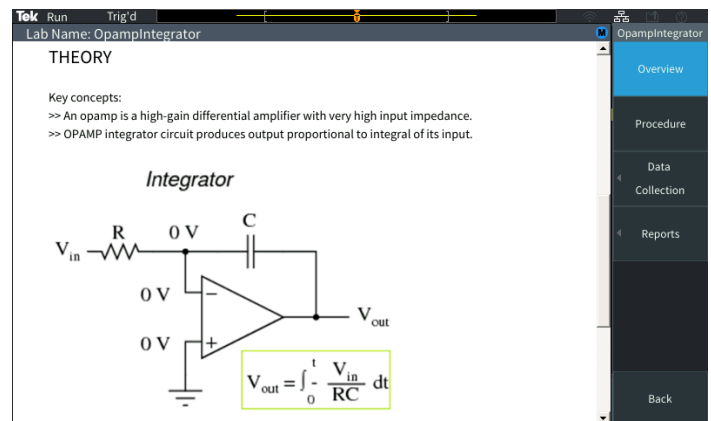 Tek Run Trig'd
Lab Name: OpampIntegrator
M
OpampIntegrator
THEORY
Key concepts:
>> An opamp is a high-gain differential amplifier with very high input impedance.
>> OPAMP integrator circuit produces output proportional to integral of its input.
Integrator
R
0 V
C
Vin
0 V
−
Vout
0 V
+
Vout = ∫0t - Vin/RC dt
Overview
Procedure
Data
Collection
Reports
Back